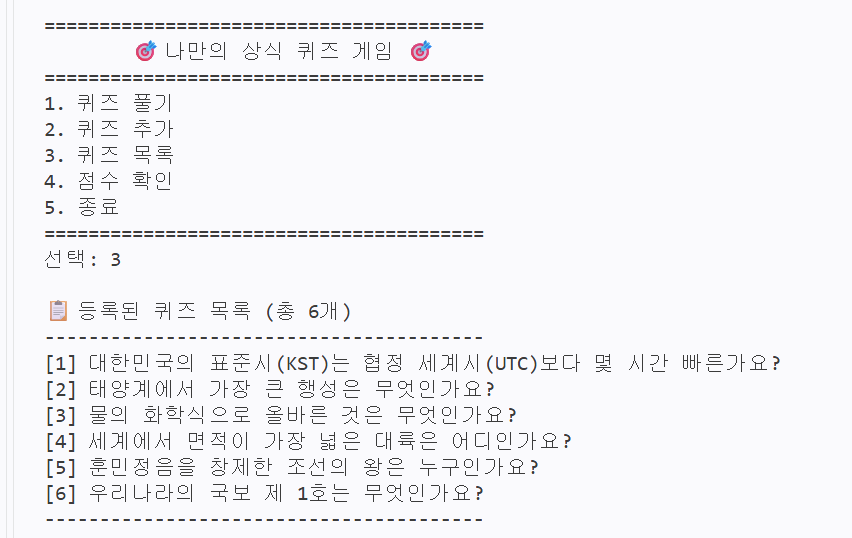 ========================================
🎯 나만의 상식 퀴즈 게임 🎯
========================================
1. 퀴즈 풀기
2. 퀴즈 추가
3. 퀴즈 목록
4. 점수 확인
5. 종료
========================================
선택: 3
📋 등록된 퀴즈 목록 (총 6개)
----------------------------------------
[1] 대한민국의 표준시(KST)는 협정 세계시(UTC)보다 몇 시간 빠른가요?
[2] 태양계에서 가장 큰 행성은 무엇인가요?
[3] 물의 화학식으로 올바른 것은 무엇인가요?
[4] 세계에서 면적이 가장 넓은 대륙은 어디인가요?
[5] 훈민정음을 창제한 조선의 왕은 누구인가요?
[6] 우리나라의 국보 제 1호는 무엇인가요?
----------------------------------------